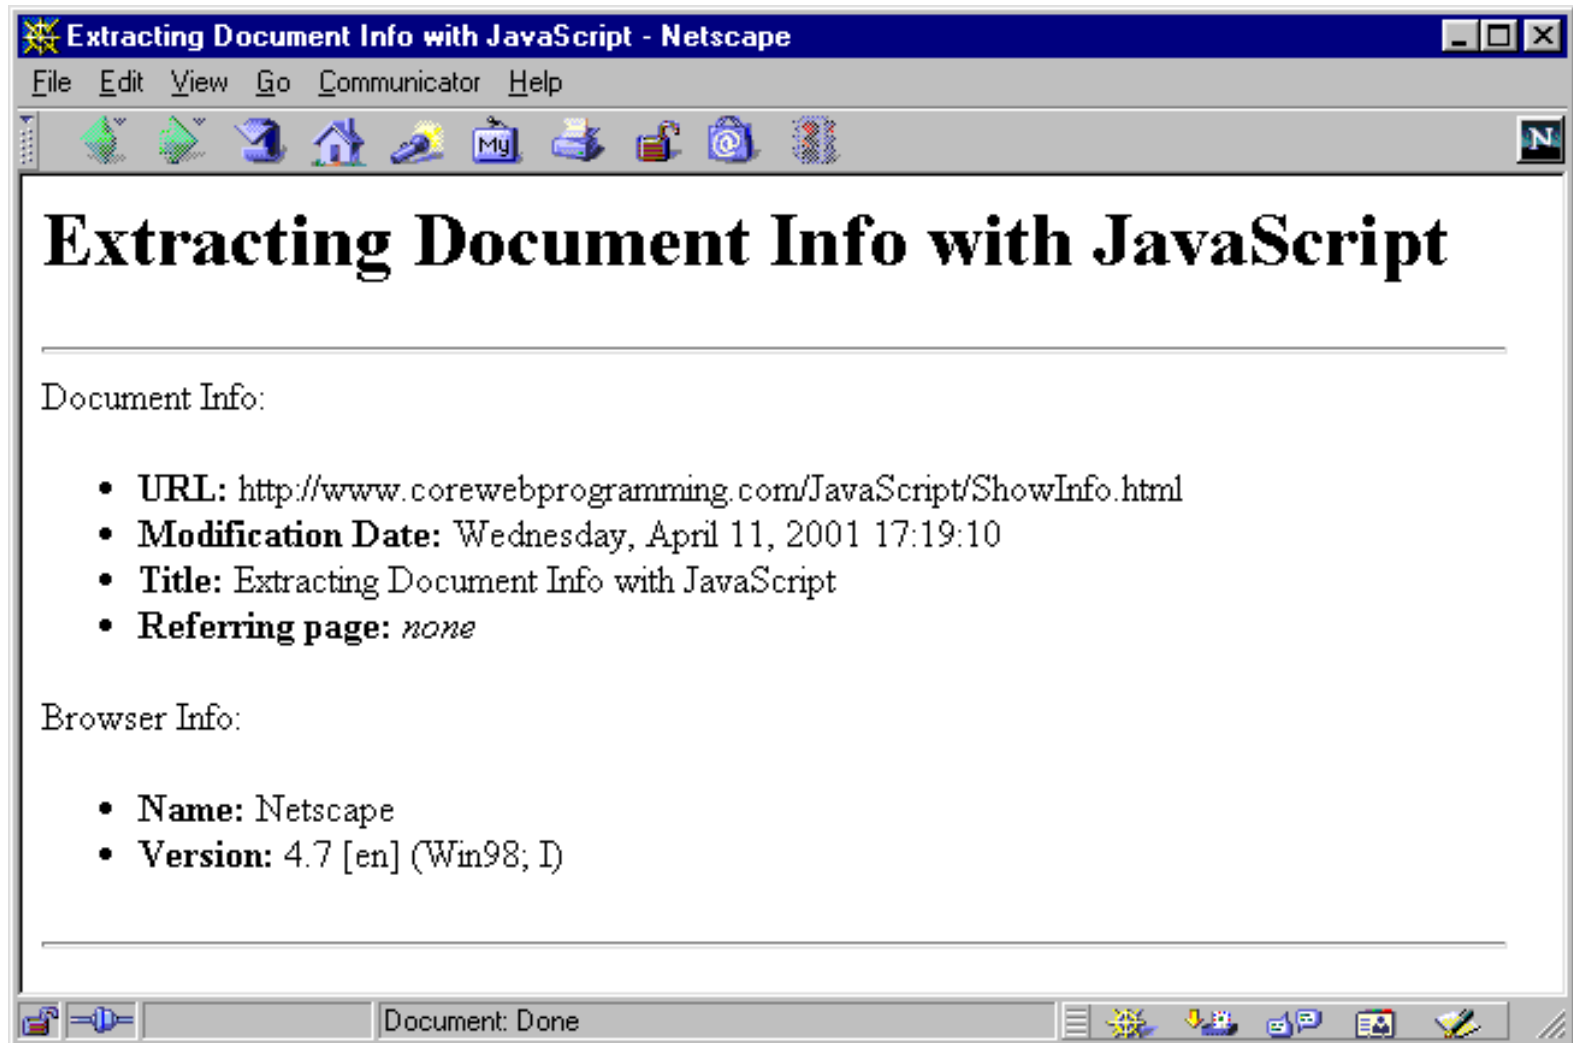 Extracting Document Info with JavaScript - Netscape
File Edit View Go Communicator Help
My @ N
Extracting Document Info with JavaScript
Document Info:
• URL: http://www.corewebprogramming.com/JavaScript/ShowInfo.html
• Modification Date: Wednesday, April 11, 2001 17:19:10
• Title: Extracting Document Info with JavaScript
• Referring page: none
Browser Info:
• Name: Netscape
• Version: 4.7 [en] (Win98; I)
Document: Done